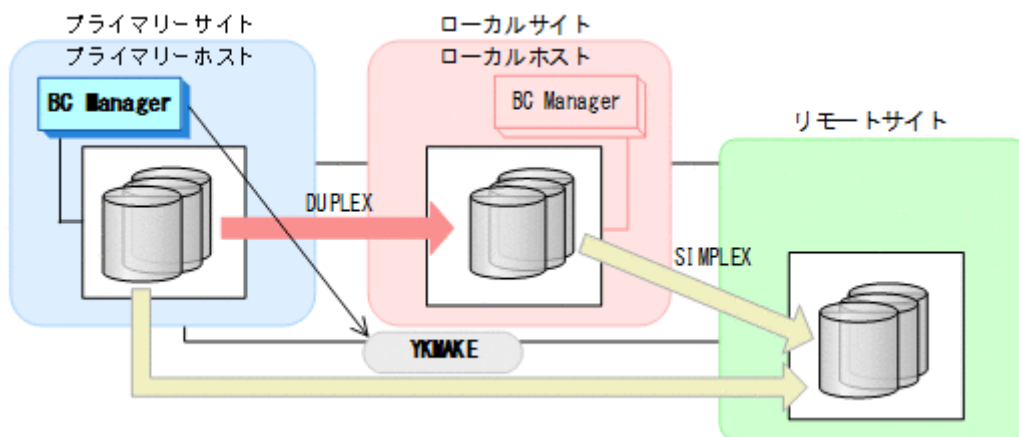 プライマリーサイト
ローカルサイト
プライマリーホスト
ローカルホスト
BC Manager
BC Manager
リモートサイト
DUPLEX
SIMPLEX
YKMAKE